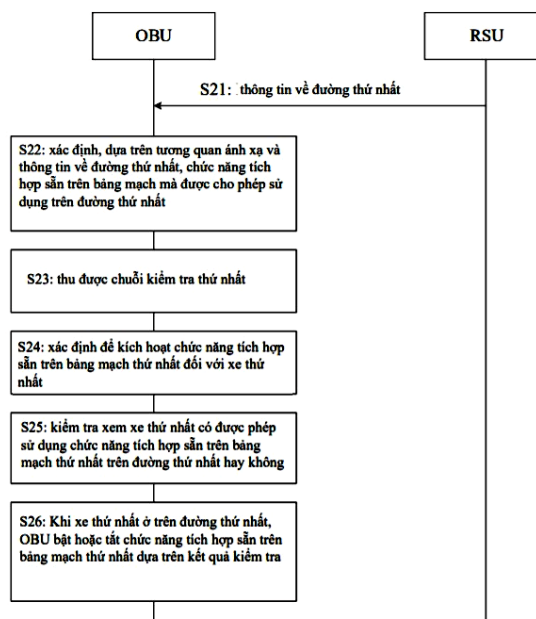 OBU
RSU
S21: thông tin về đường thứ nhất
S22: xác định, dựa trên tương quan ánh xạ và
thông tin về đường thứ nhất, chức năng tích
hợp sẵn trên bảng mạch mà được cho phép sử
dụng trên đường thứ nhất
S23: thu được chuỗi kiểm tra thứ nhất
S24: xác định để kích hoạt chức năng tích hợp
sẵn trên bảng mạch thứ nhất đối với xe thứ
nhất
S25: kiểm tra xem xe thứ nhất có được phép
sử dụng chức năng tích hợp sẵn trên bảng
mạch thứ nhất trên đường thứ nhất hay không
S26: Khi xe thứ nhất ở trên đường thứ nhất,
OBU bật hoặc tắt chức năng tích hợp sẵn trên
bảng mạch thứ nhất dựa trên kết quả kiểm tra